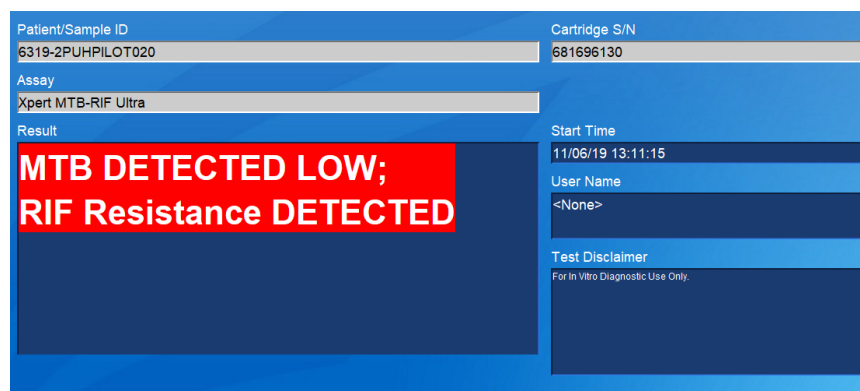 Patient/Sample ID
6319-2PUHPILOT020
Cartridge S/N
681696130
Assay
Xpert MTB-RIF Ultra
Result
MTB DETECTED LOW;
RIF Resistance DETECTED
Start Time
11/06/19 13:11:15
User Name
<None>
Test Disclaimer
For In Vitro Diagnostic Use Only.